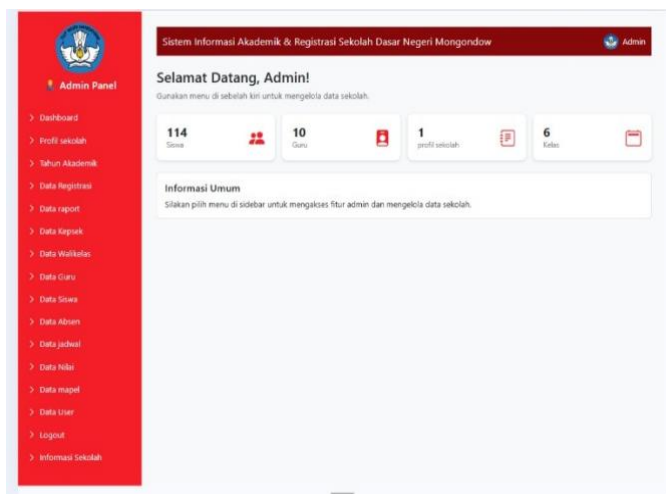 Admin Panel
Dashboard
Profil sekolah
Tahun Akademik
Data Registrasi
Data raport
Data Kepsek
Data Walikelas
Data Guru
Data Siswa
Data Absen
Data jadwal
Data Nilai
Data mapel
Data User
Logout
Informasi Sekolah
Sistem Informasi Akademik & Registrasi Sekolah Dasar Negeri Mongondow
Admin
Selamat Datang, Admin!
Gunakan menu di sebelah kiri untuk mengelola data sekolah.
114
Siswa
10
Guru
1
profil sekolah
6
Kelas
Informasi Umum
Silakan pilih menu di sidebar untuk mengakses fitur admin dan mengelola data sekolah.